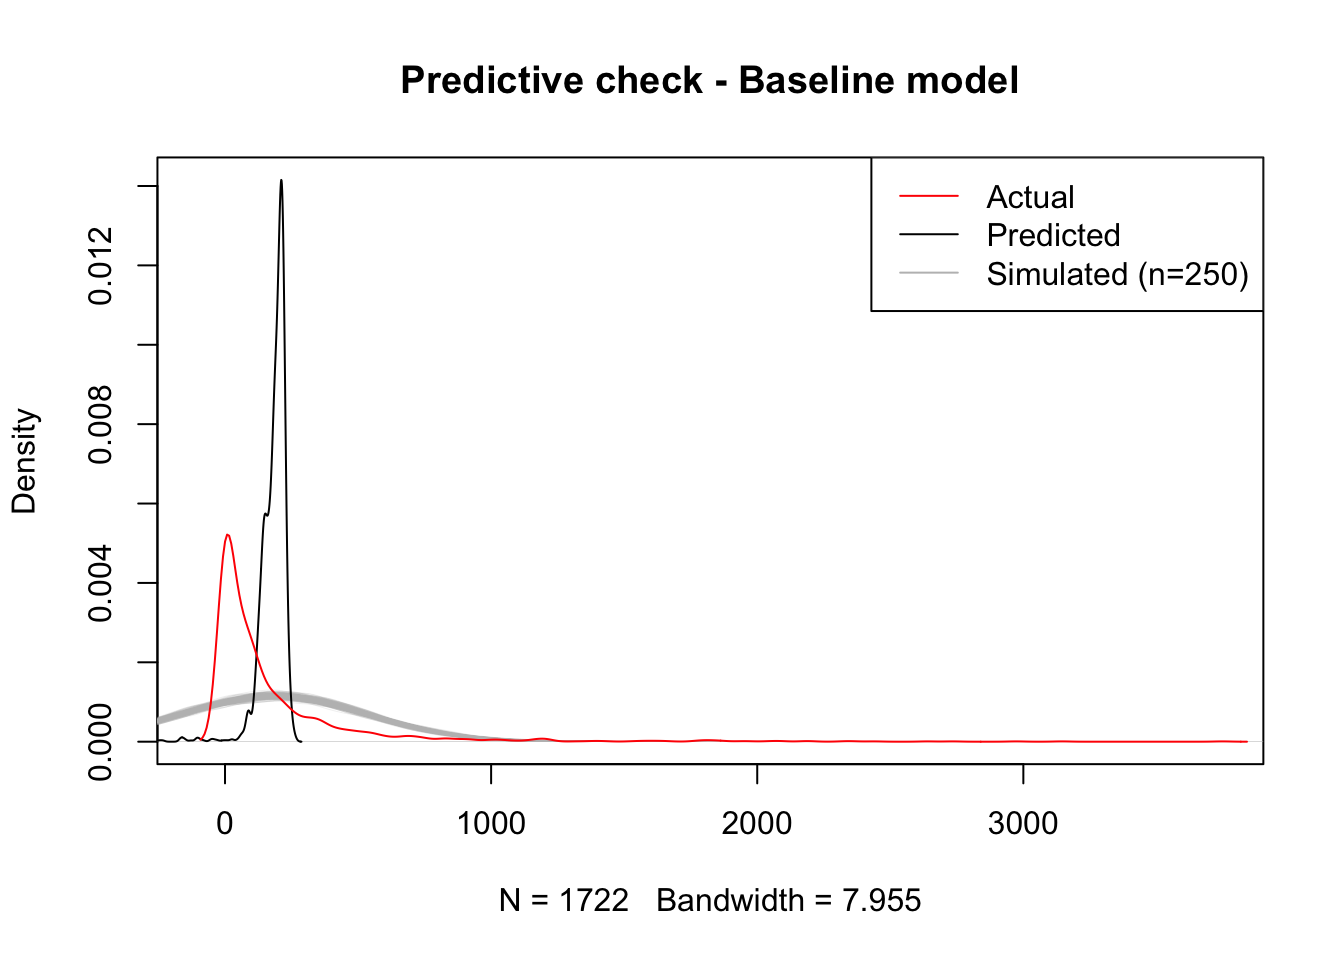 Predictive check - Baseline model
Actual
Predicted
Simulated (n=250)
Density
0.012
0.008
0.004
0.000
0 1000 2000 3000
N = 1722 Bandwidth = 7.955